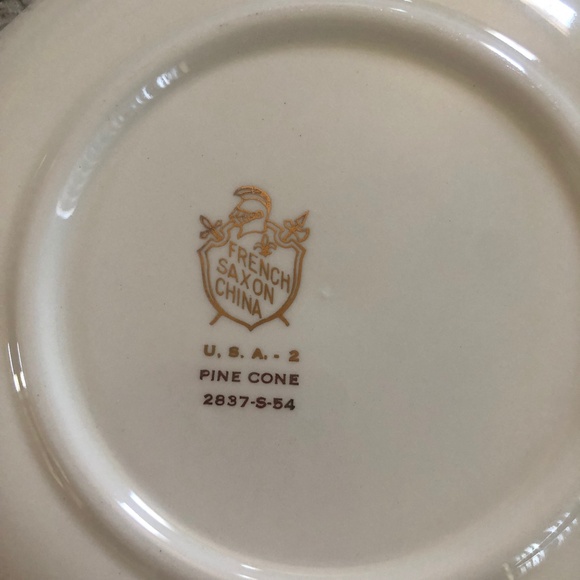 FRENCH
SAXON
CHINA
U. S. A. - 2
PINE CONE
2837-S-54